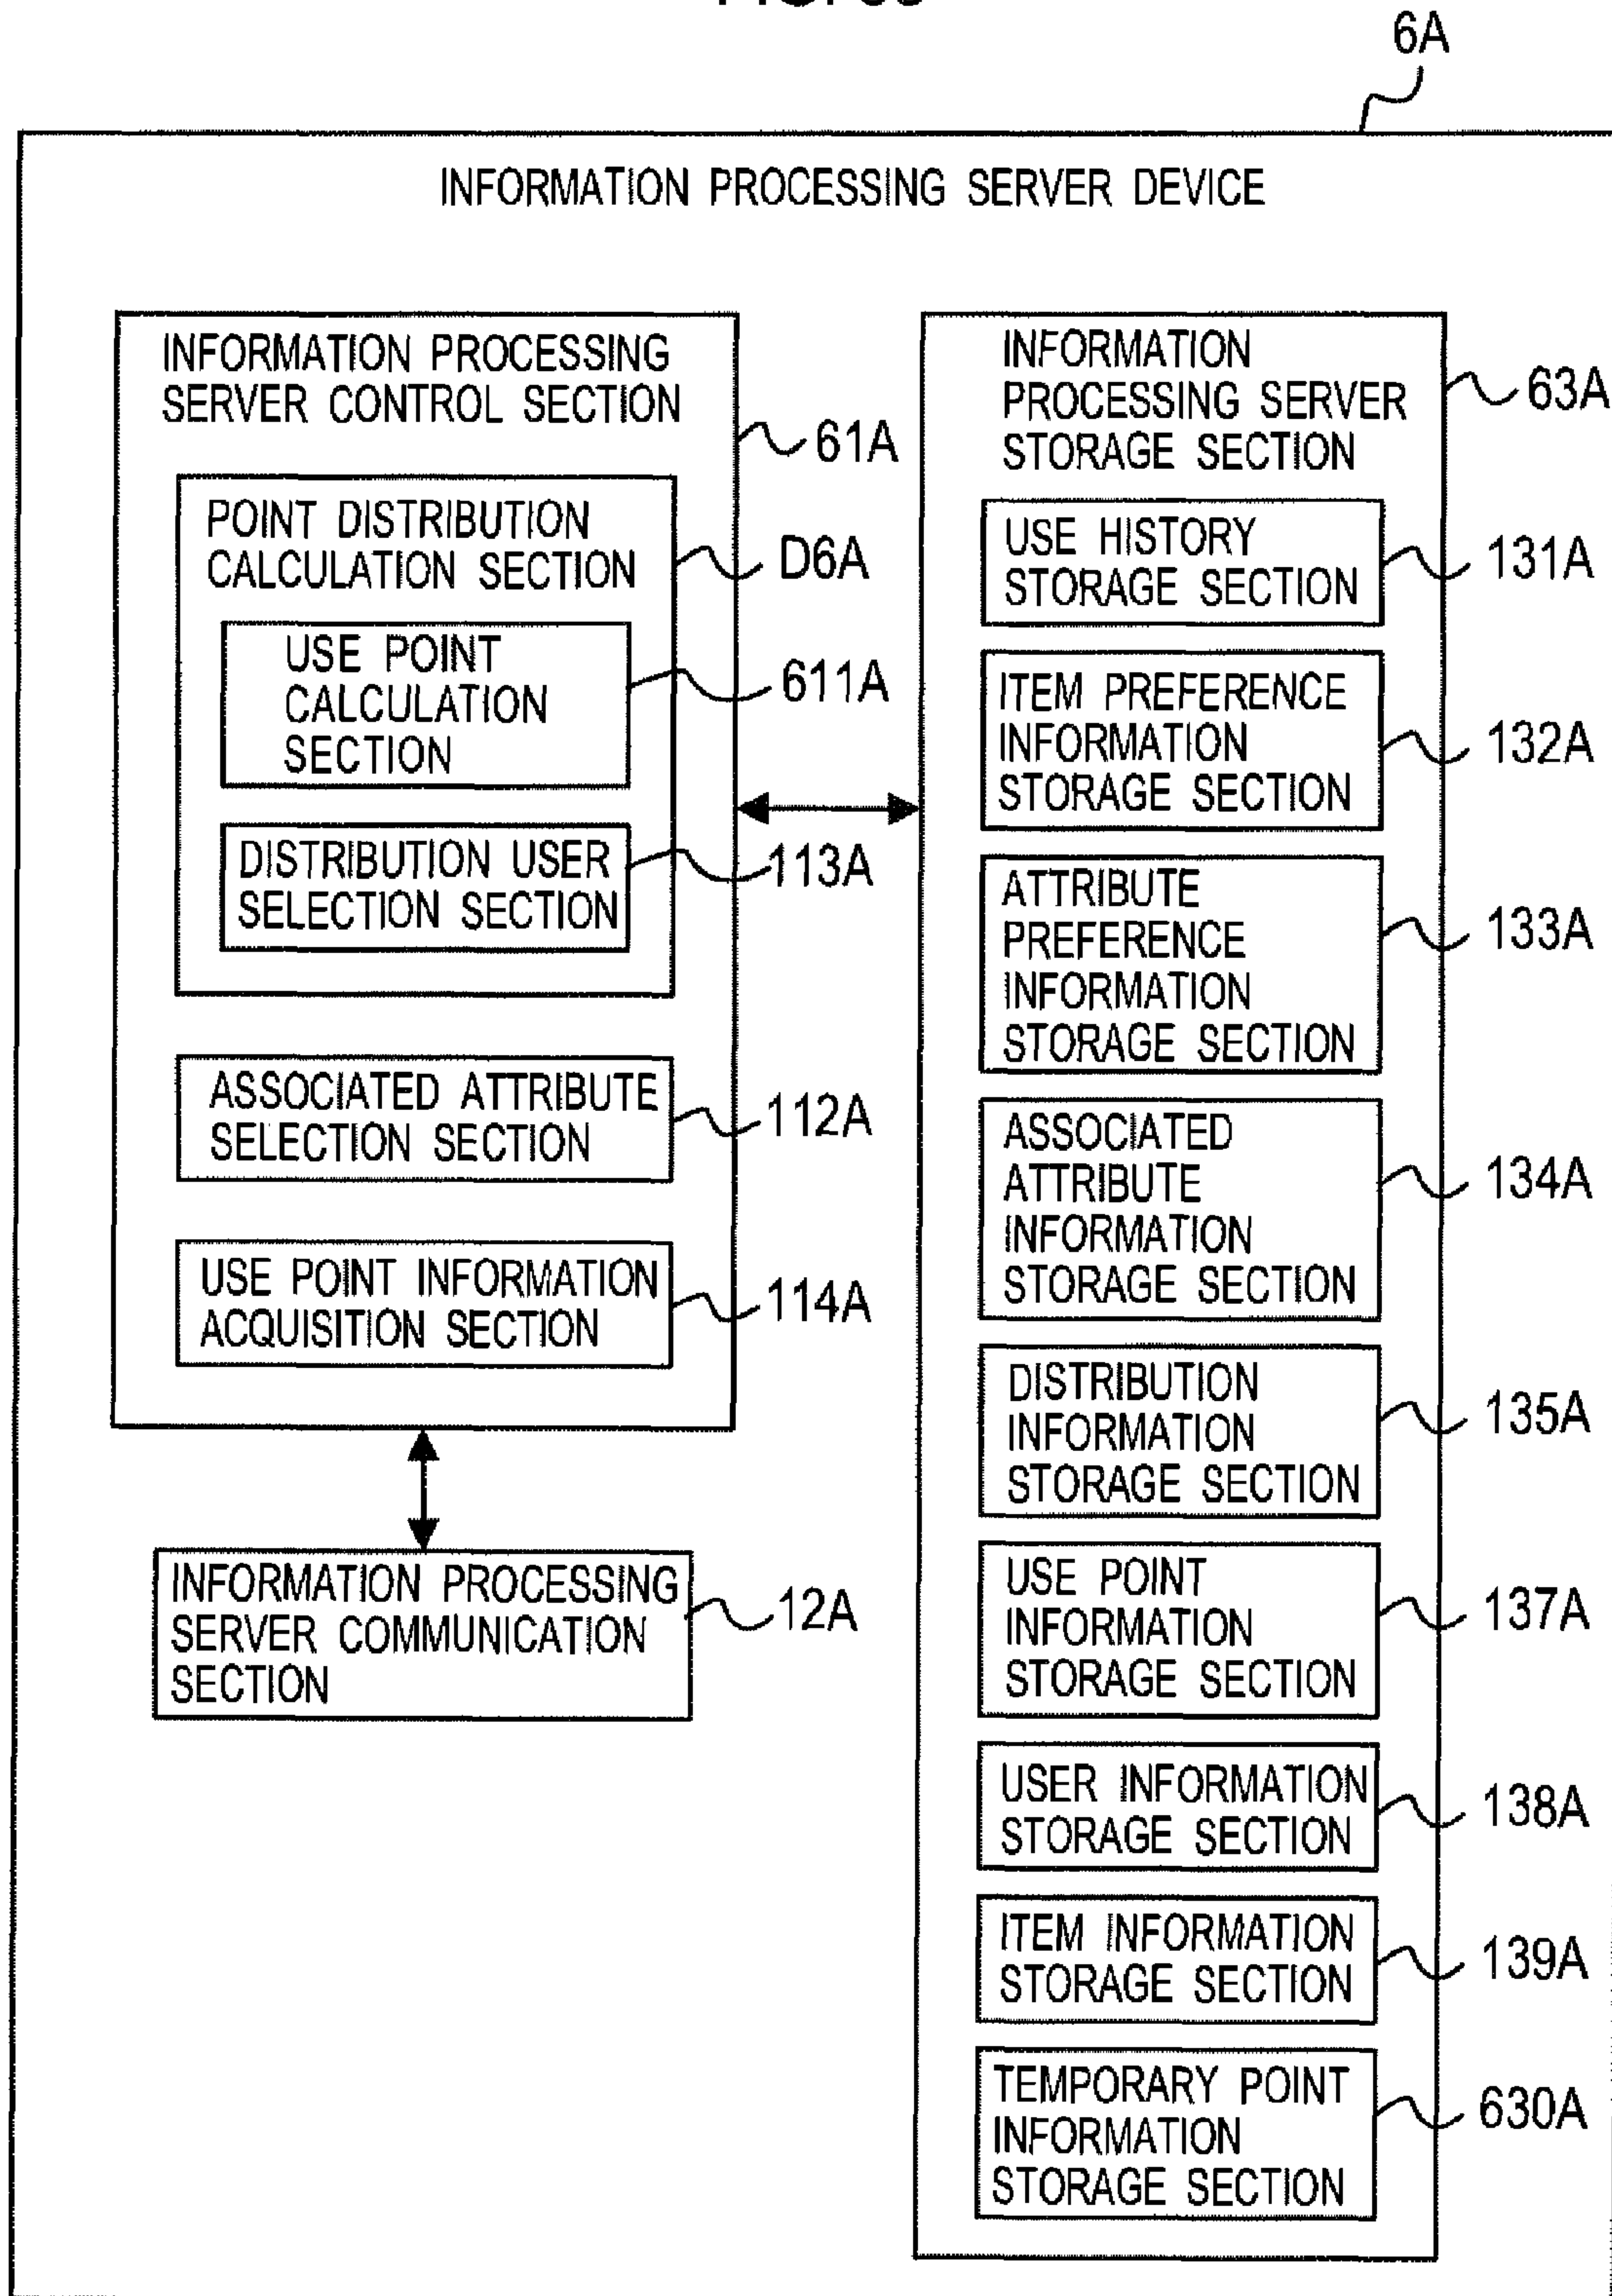 6A
INFORMATION PROCESSING SERVER DEVICE
INFORMATION PROCESSING
SERVER CONTROL SECTION
61A
POINT DISTRIBUTION
CALCULATION SECTION
D6A
USE POINT
CALCULATION
SECTION
611A
DISTRIBUTION USER
SELECTION SECTION
113A
ASSOCIATED ATTRIBUTE
SELECTION SECTION
112A
USE POINT INFORMATION
ACQUISITION SECTION
114A
INFORMATION PROCESSING
SERVER COMMUNICATION
SECTION
12A
INFORMATION
PROCESSING SERVER
STORAGE SECTION
63A
USE HISTORY
STORAGE SECTION
131A
ITEM PREFERENCE
INFORMATION
STORAGE SECTION
132A
ATTRIBUTE
PREFERENCE
INFORMATION
STORAGE SECTION
133A
ASSOCIATED
ATTRIBUTE
INFORMATION
STORAGE SECTION
134A
DISTRIBUTION
INFORMATION
STORAGE SECTION
135A
USE POINT
INFORMATION
STORAGE SECTION
137A
USER INFORMATION
STORAGE SECTION
138A
ITEM INFORMATION
STORAGE SECTION
139A
TEMPORARY POINT
INFORMATION
STORAGE SECTION
630A